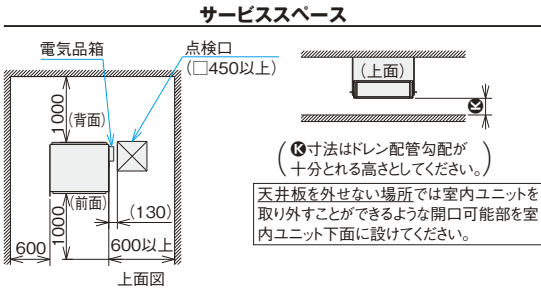 サービススペース
電気品箱
点検口
(□450以上)
1000
(背面)
(前面)
1000
(130)
600
600以上
上面図
(上面)
K
(K寸法はドレン配管勾配が
十分とれる高さとしてください。)
天井板を外せない場所では室内ユニットを
取り外すことができるような開口可能部を室
内ユニット下面に設けてください。